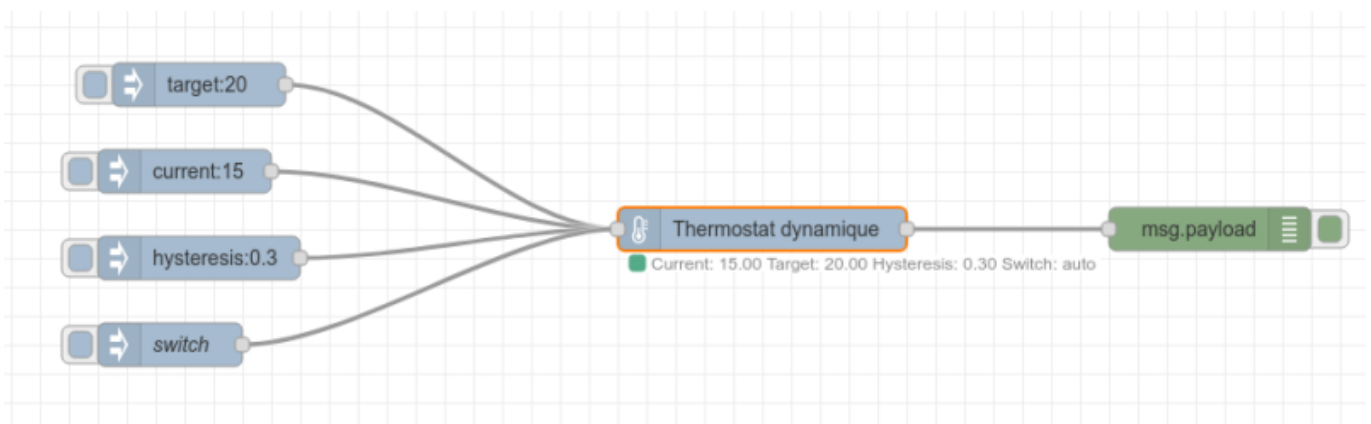 target:20
current:15
Thermostat dynamique
msg.payload
hysteresis:0.3
Current: 15.00 Target: 20.00 Hysteresis: 0.30 Switch: auto
switch